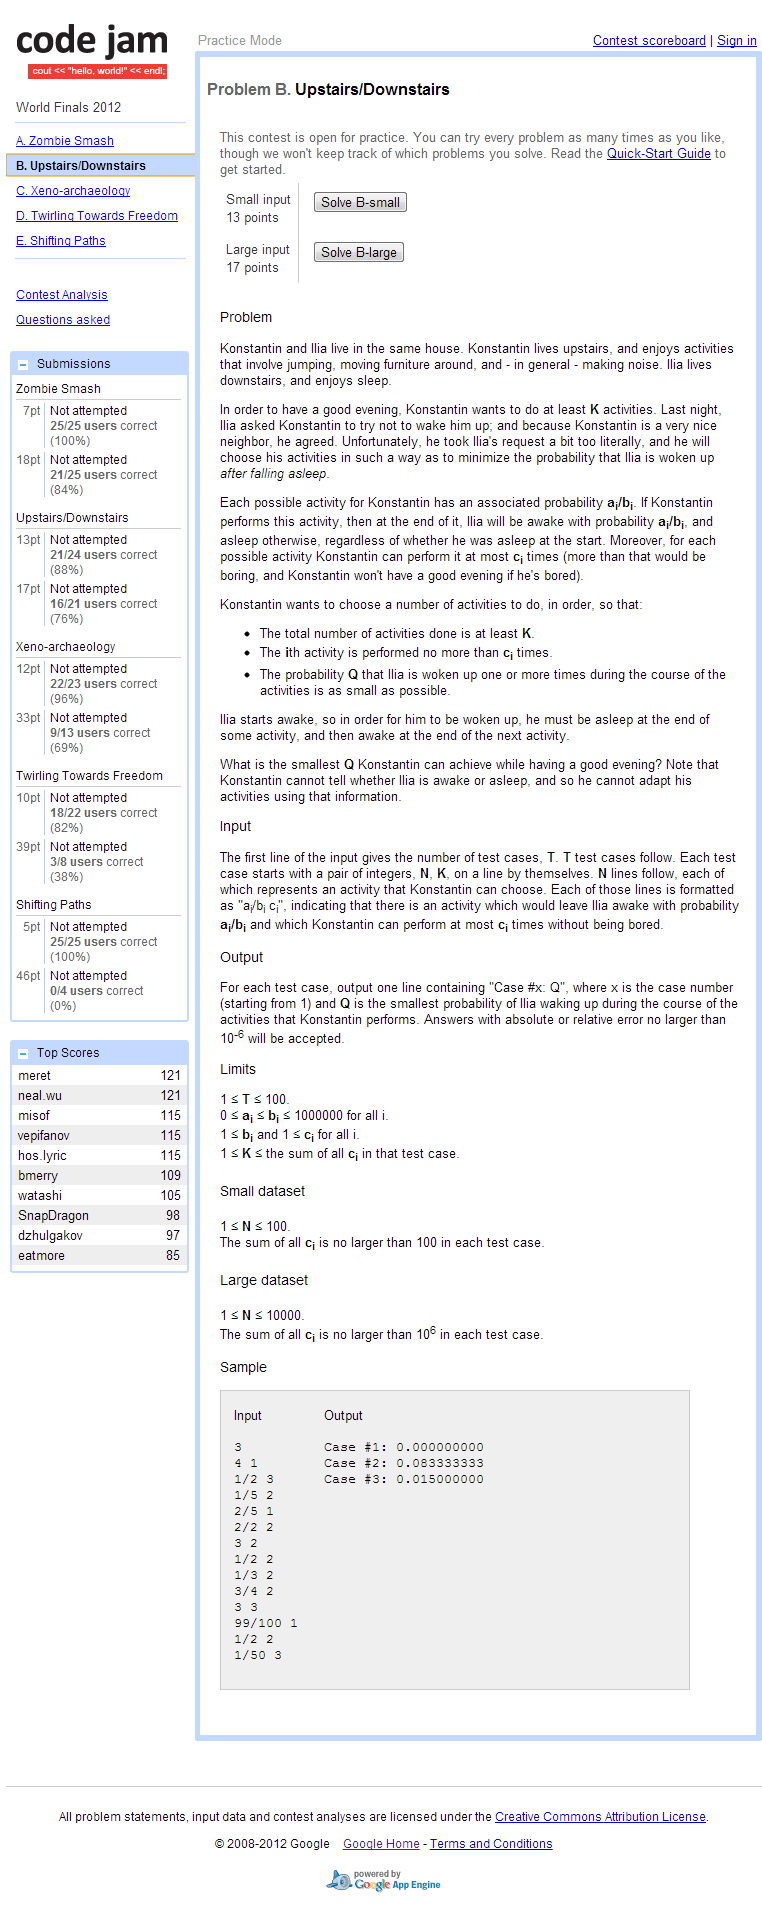 code jam
cout << "hello, world!" << endl;
Practice Mode
Contest scoreboard | Sign in
World Finals 2012
A. Zombie Smash
B. Upstairs/Downstairs
C. Xeno-archaeology
D. Twirling Towards Freedom
E. Shifting Paths
Contest Analysis
Questions asked
Submissions
Zombie Smash
7pt Not attempted
25/25 users correct
(100%)
18pt Not attempted
21/25 users correct
(84%)
Upstairs/Downstairs
13pt Not attempted
21/24 users correct
(88%)
17pt Not attempted
16/21 users correct
(76%)
Xeno-archaeology
12pt Not attempted
22/23 users correct
(96%)
33pt Not attempted
9/13 users correct
(69%)
Twirling Towards Freedom
10pt Not attempted
18/22 users correct
(82%)
39pt Not attempted
3/8 users correct
(38%)
Shifting Paths
5pt Not attempted
25/25 users correct
(100%)
46pt Not attempted
0/4 users correct
(0%)
Top Scores
meret 121
neal.wu 121
misof 115
vepifanov 115
hos.lyric 115
bmerry 109
watashi 105
SnapDragon 98
dzhulgakov 97
eatmore 85
Problem B. Upstairs/Downstairs
This contest is open for practice. You can try every problem as many times as you like,
though we won't keep track of which problems you solve. Read the Quick-Start Guide to
get started.
Small input
13 points
Solve B-small
Large input
17 points
Solve B-large
Problem
Konstantin and Ilia live in the same house. Konstantin lives upstairs, and enjoys activities
that involve jumping, moving furniture around, and - in general - making noise. Ilia lives
downstairs, and enjoys sleep.
In order to have a good evening, Konstantin wants to do at least K activities. Last night,
Ilia asked Konstantin to try not to wake him up; and because Konstantin is a very nice
neighbor, he agreed. Unfortunately, he took Ilia's request a bit too literally, and he will
choose his activities in such a way as to minimize the probability that Ilia is woken up
after falling asleep.
Each possible activity for Konstantin has an associated probability ai/bi. If Konstantin
performs this activity, then at the end of it, Ilia will be awake with probability ai/bi, and
asleep otherwise, regardless of whether he was asleep at the start. Moreover, for each
possible activity Konstantin can perform it at most ci times (more than that would be
boring, and Konstantin won't have a good evening if he's bored).
Konstantin wants to choose a number of activities to do, in order, so that:
• The total number of activities done is at least K.
• The ith activity is performed no more than ci times.
• The probability Q that Ilia is woken up one or more times during the course of the
activities is as small as possible.
Ilia starts awake, so in order for him to be woken up, he must be asleep at the end of
some activity, and then awake at the end of the next activity.
What is the smallest Q Konstantin can achieve while having a good evening? Note that
Konstantin cannot tell whether Ilia is awake or asleep, and so he cannot adapt his
activities using that information.
Input
The first line of the input gives the number of test cases, T. T test cases follow. Each test
case starts with a pair of integers, N, K, on a line by themselves. N lines follow, each of
which represents an activity that Konstantin can choose. Each of those lines is formatted
as "ai/bi ci", indicating that there is an activity which would leave Ilia awake with probability
ai/bi and which Konstantin can perform at most ci times without being bored.
Output
For each test case, output one line containing "Case #x: Q", where x is the case number
(starting from 1) and Q is the smallest probability of Ilia waking up during the course of the
activities that Konstantin performs. Answers with absolute or relative error no larger than
10^-6 will be accepted.
Limits
1 ≤ T ≤ 100.
0 ≤ ai ≤ bi ≤ 1000000 for all i.
1 ≤ bi and 1 ≤ ci for all i.
1 ≤ K ≤ the sum of all ci in that test case.
Small dataset
1 ≤ N ≤ 100.
The sum of all ci is no larger than 100 in each test case.
Large dataset
1 ≤ N ≤ 10000.
The sum of all ci is no larger than 10^6 in each test case.
Sample
Input Output
3 Case #1: 0.000000000
4 1 Case #2: 0.083333333
1/2 3 Case #3: 0.015000000
1/5 2
2/5 1
2/2 2
3 2
1/2 2
1/3 2
3/4 2
3 3
99/100 1
1/2 2
1/50 3
All problem statements, input data and contest analyses are licensed under the Creative Commons Attribution License.
© 2008-2012 Google Google Home - Terms and Conditions
powered by
Google App Engine